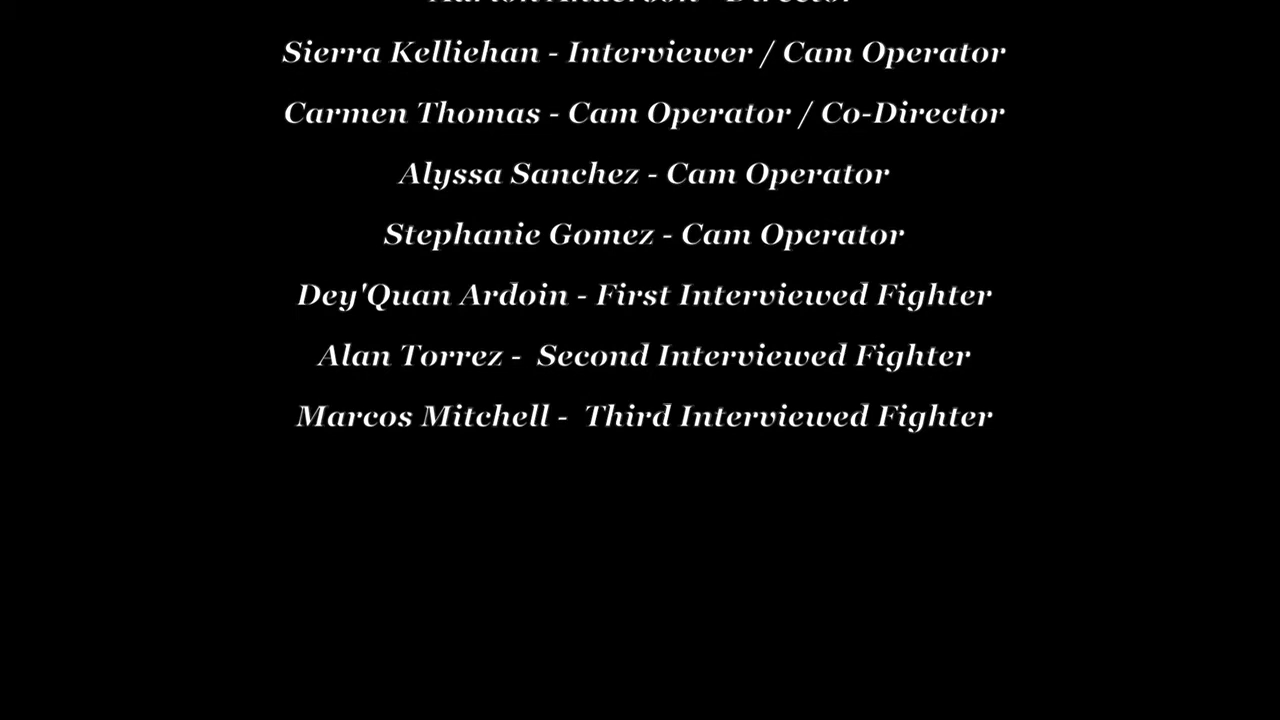 Sierra Kelliehan - Interviewer / Cam Operator
Carmen Thomas - Cam Operator / Co-Director
Alyssa Sanchez - Cam Operator
Stephanie Gomez - Cam Operator
Dey'Quan Ardoin - First Interviewed Fighter
Alan Torrez -  Second Interviewed Fighter
Marcos Mitchell -  Third Interviewed Fighter